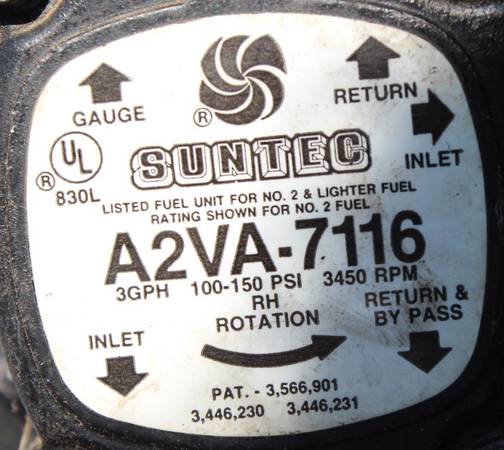 GAUGE
RETURN
®
INLET
UL
®
830L
SUNTEC
LISTED FUEL UNIT FOR NO. 2 & LIGHTER FUEL
RATING SHOWN FOR NO. 2 FUEL
A2VA-7116
3GPH 100-150 PSI 3450 RPM
RH
ROTATION
RETURN &
BY PASS
INLET
PAT. - 3,566,901
3,446,230 3,446,231